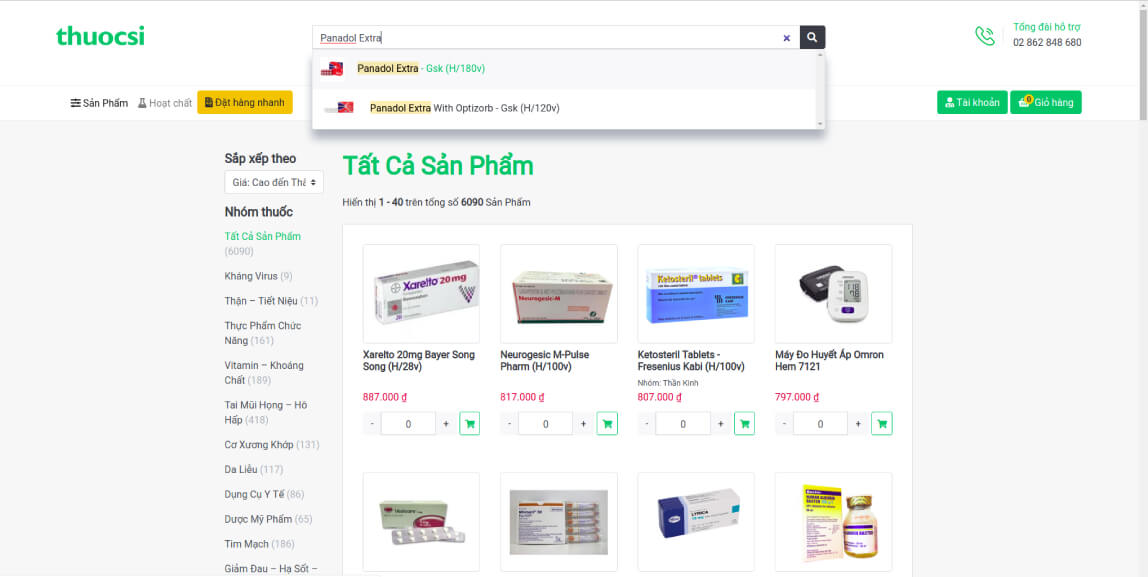 thuocsi
Panadol Extra
Tổng đài hỗ trợ
02 862 848 680
Panadol Extra - Gsk (H/180v)
Panadol Extra With Optizorb - Gsk (H/120v)
Sản Phẩm
Hoạt chất
Đặt hàng nhanh
Tài khoản
0
Giỏ hàng
Sắp xếp theo
Giá: Cao đến Thấ
Nhóm thuốc
Tất Cả Sản Phẩm
(6090)
Kháng Virus (9)
Thận – Tiết Niệu (11)
Thực Phẩm Chức
Năng (161)
Vitamin – Khoáng
Chất (189)
Tai Mũi Họng – Hô
Hấp (418)
Cơ Xương Khớp (131)
Da Liễu (117)
Dụng Cụ Y Tế (86)
Dược Mỹ Phẩm (65)
Tim Mạch (186)
Giảm Đau – Hạ Sốt –
Tất Cả Sản Phẩm
Hiển thị 1 - 40 trên tổng số 6090 Sản Phẩm
Xarelto 20mg
Neurogesic-M
Ketosteril tablets
Xarelto 20mg Bayer Song
Song (H/28v)
887.000 ₫
- 0 +
Neurogesic M-Pulse
Pharm (H/100v)
817.000 ₫
- 0 +
Ketosteril Tablets -
Fresenius Kabi (H/100v)
Nhóm: Thần Kinh
807.000 ₫
- 0 +
Máy Đo Huyết Áp Omron
Hem 7121
797.000 ₫
- 0 +
LYRICA